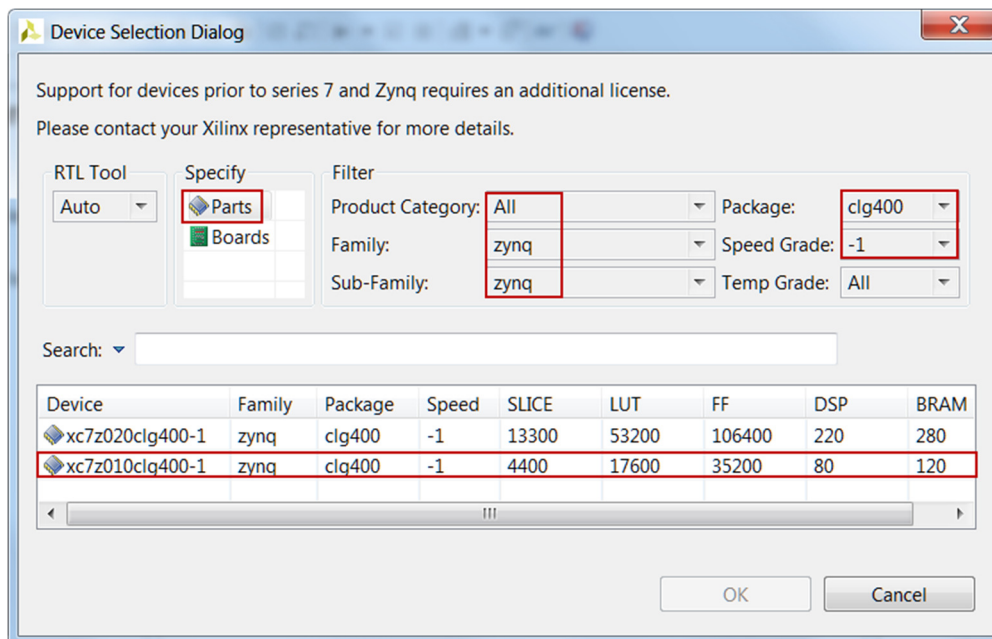 Device Selection Dialog
Support for devices prior to series 7 and Zynq requires an additional license.
Please contact your Xilinx representative for more details.
RTL Tool Specify Filter
Auto Parts Product Category: All Package: clg400
Boards Family: zynq Speed Grade: -1
Sub-Family: zynq Temp Grade: All
Search:
Device Family Package Speed SLICE LUT FF DSP BRAM
xc7z020clg400-1 zynq clg400 -1 13300 53200 106400 220 280
xc7z010clg400-1 zynq clg400 -1 4400 17600 35200 80 120
OK Cancel